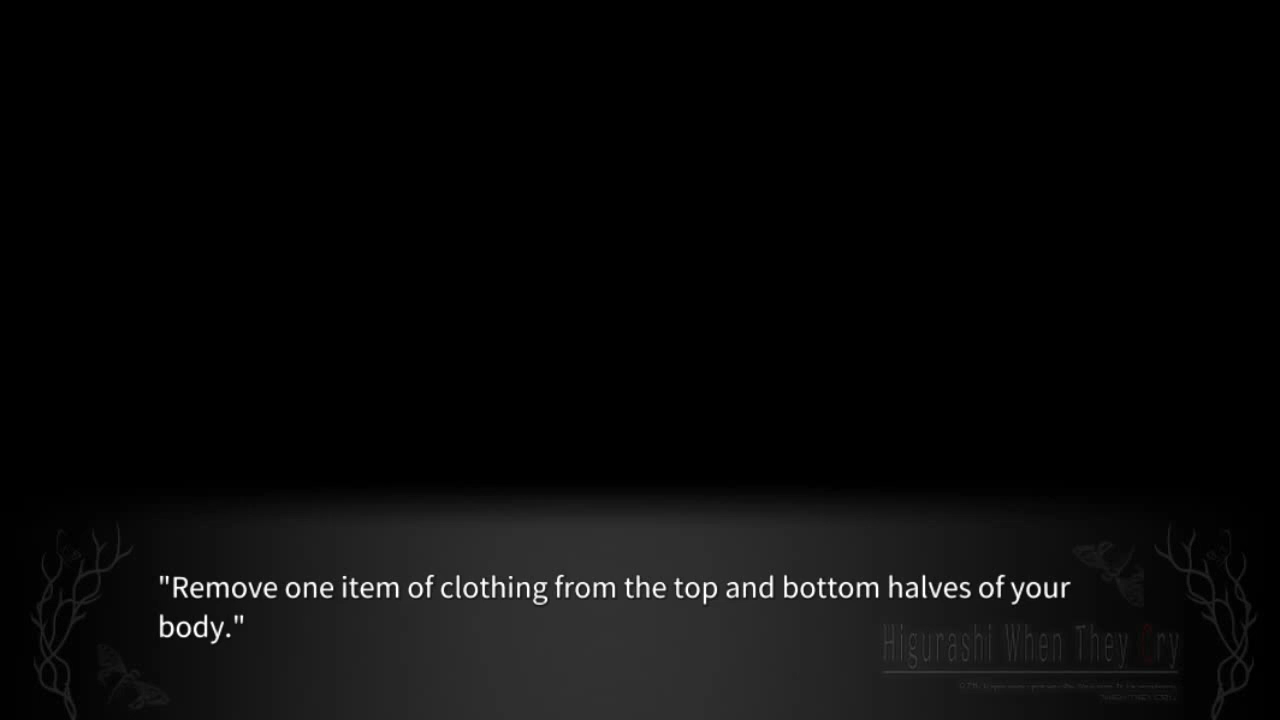 "Remove one item of clothing from the top and bottom halves of your
body."
Higurashi When They Cry